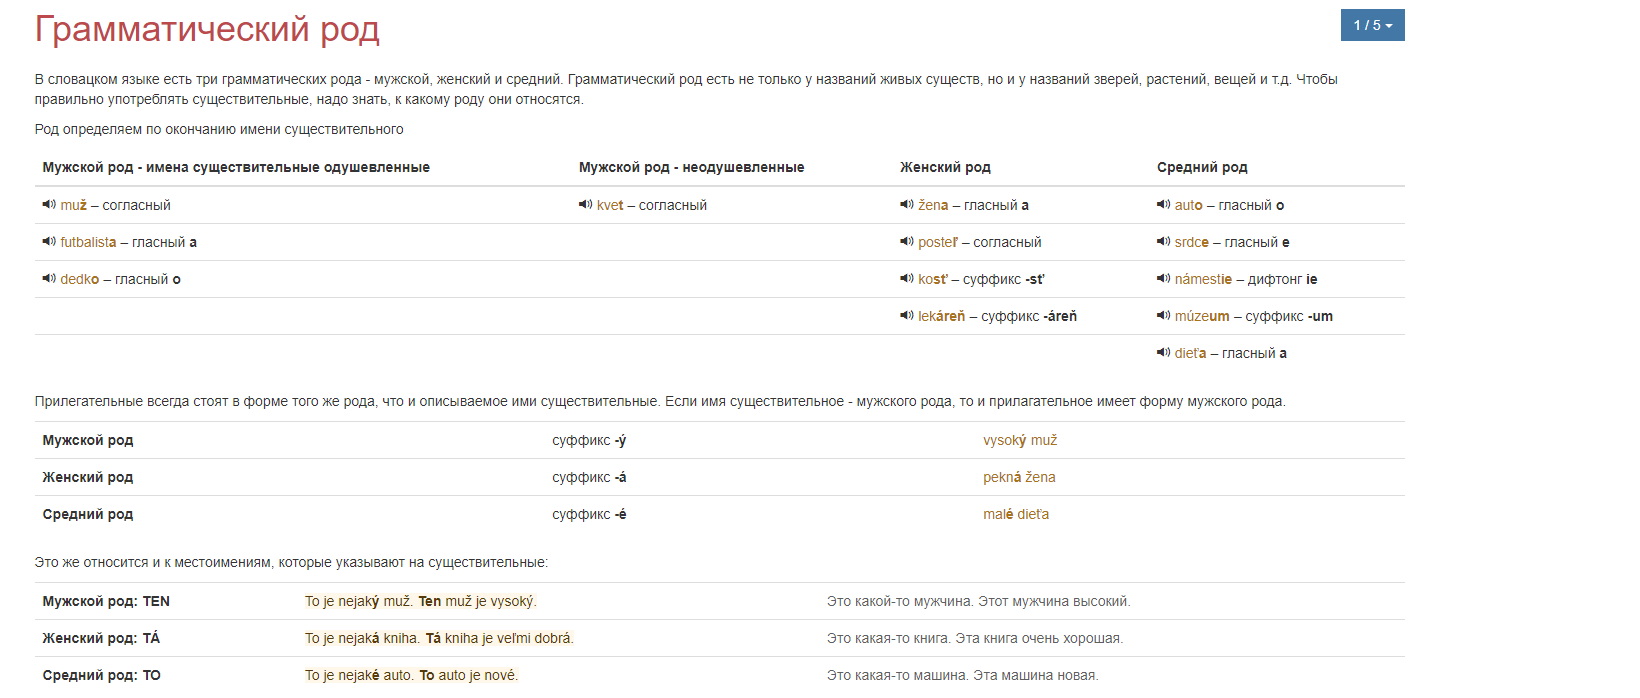 Грамматический род
1 / 5
В словацком языке есть три грамматических рода - мужской, женский и средний. Грамматический род есть не только у названий живых существ, но и у названий зверей, растений, вещей и т.д. Чтобы
правильно употреблять существительные, надо знать, к какому роду они относятся.
Род определяем по окончанию имени существительного
Мужской род - имена существительные одушевленные Мужской род - неодушевленные Женский род Средний род
muž – согласный kvet – согласный žena – гласный а auto – гласный о
futbalista – гласный а posteľ – согласный srdce – гласный е
dedko – гласный о kosť – суффикс -sť námestie – дифтонг ie
lekáreň – суффикс -áreň múzeum – суффикс -um
dieťa – гласный а
Прилегательные всегда стоят в форме того же рода, что и описываемое ими существительные. Если имя существительное - мужского рода, то и прилагательное имеет форму мужского рода.
Мужской род суффикс -ý vysoký muž
Женский род суффикс -á pekná žena
Средний род суффикс -é malé dieťa
Это же относится и к местоимениям, которые указывают на существительные:
Мужской род: TEN To je nejaký muž. Ten muž je vysoký. Это какой-то мужчина. Этот мужчина высокий.
Женский род: TÁ To je nejaká kniha. Tá kniha je veľmi dobrá. Это какая-то книга. Эта книга очень хорошая.
Средний род: TO To je nejaké auto. To auto je nové. Это какая-то машина. Эта машина новая.